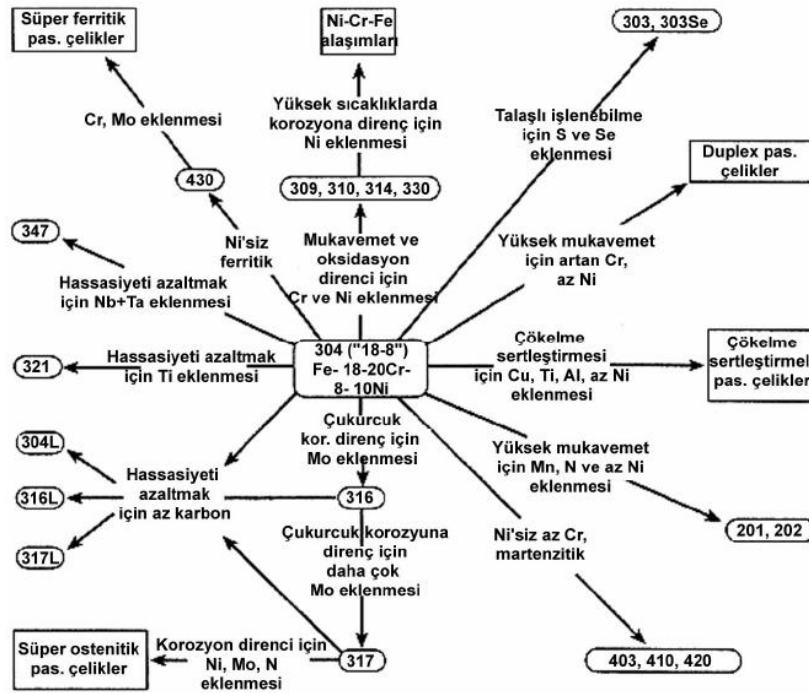 Süper ferritik
pas. çelikler
Ni-Cr-Fe
alaşımları
303, 303Se
Cr, Mo eklenmesi
Yüksek sıcaklıklarda
korozyona direnç için
Ni eklenmesi
Talaşlı işlenebilme
için S ve Se
eklenmesi
Duplex pas.
çelikler
430
309, 310, 314, 330
347
Ni'siz
ferritik
Mukavemet ve
oksidasyon
direnci için
Cr ve Ni eklenmesi
Yüksek mukavemet
için artan Cr,
az Ni
Hassasiyeti azaltmak
için Nb+Ta eklenmesi
321
Hassasiyeti azaltmak
için Ti eklenmesi
304 ("18-8")
Fe- 18-20Cr-
8- 10Ni
Çökelme
sertleştirmesi
için Cu, Ti, Al, az Ni
eklenmesi
Çökelme
sertleştirmeli
pas. çelikler
304L
316L
317L
Hassasiyeti
azaltmak
için az karbon
Çukurcuk
kor. direnç için
Mo eklenmesi
316
Yüksek mukavemet
için Mn, N ve az Ni
eklenmesi
201, 202
Çukurcuk korozyuna
direnç için
daha çok
Mo eklenmesi
Ni'siz az Cr,
martenzitik
Süper ostenitik
pas. çelikler
Korozyon direnci için
Ni, Mo, N
eklenmesi
317
403, 410, 420